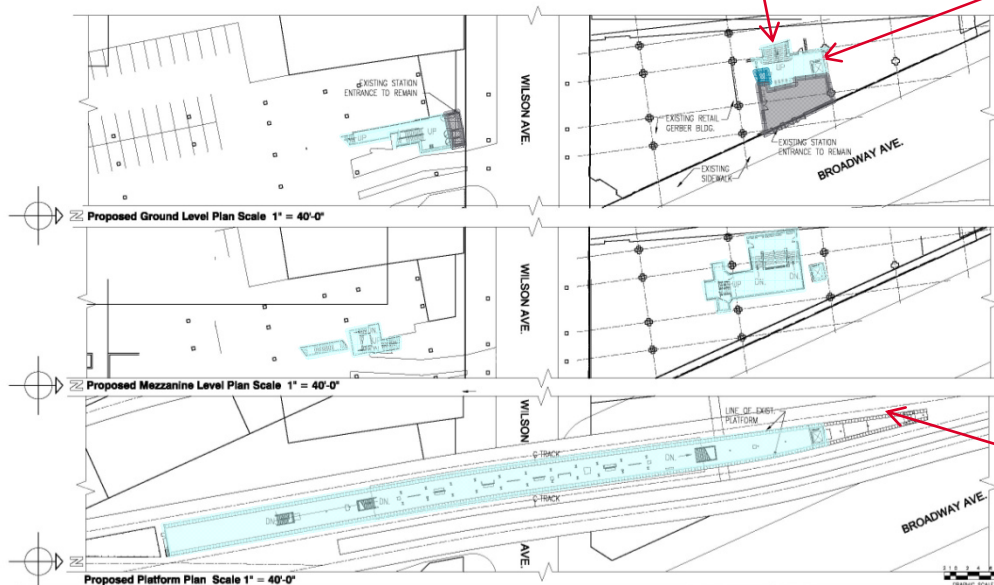 EXISTING STATION
ENTRANCE TO REMAIN
UP
UP
WILSON AVE.
UP
EXISTING RETAIL
GERBER BLDG.
EXISTING STATION
ENTRANCE TO REMAIN
EXISTING
SIDEWALK
BROADWAY AVE.
N Proposed Ground Level Plan Scale 1" = 40'-0"
DN.
WILSON AVE.
UP
DN.
DN.
N Proposed Mezzanine Level Plan Scale 1" = 40'-0"
WILSON
AVE.
LINE OF EXIST.
PLATFORM
C-TRACK
DN.
DN.
DN.
C-TRACK
BROADWAY AVE.
N Proposed Platform Plan Scale 1" = 40'-0"